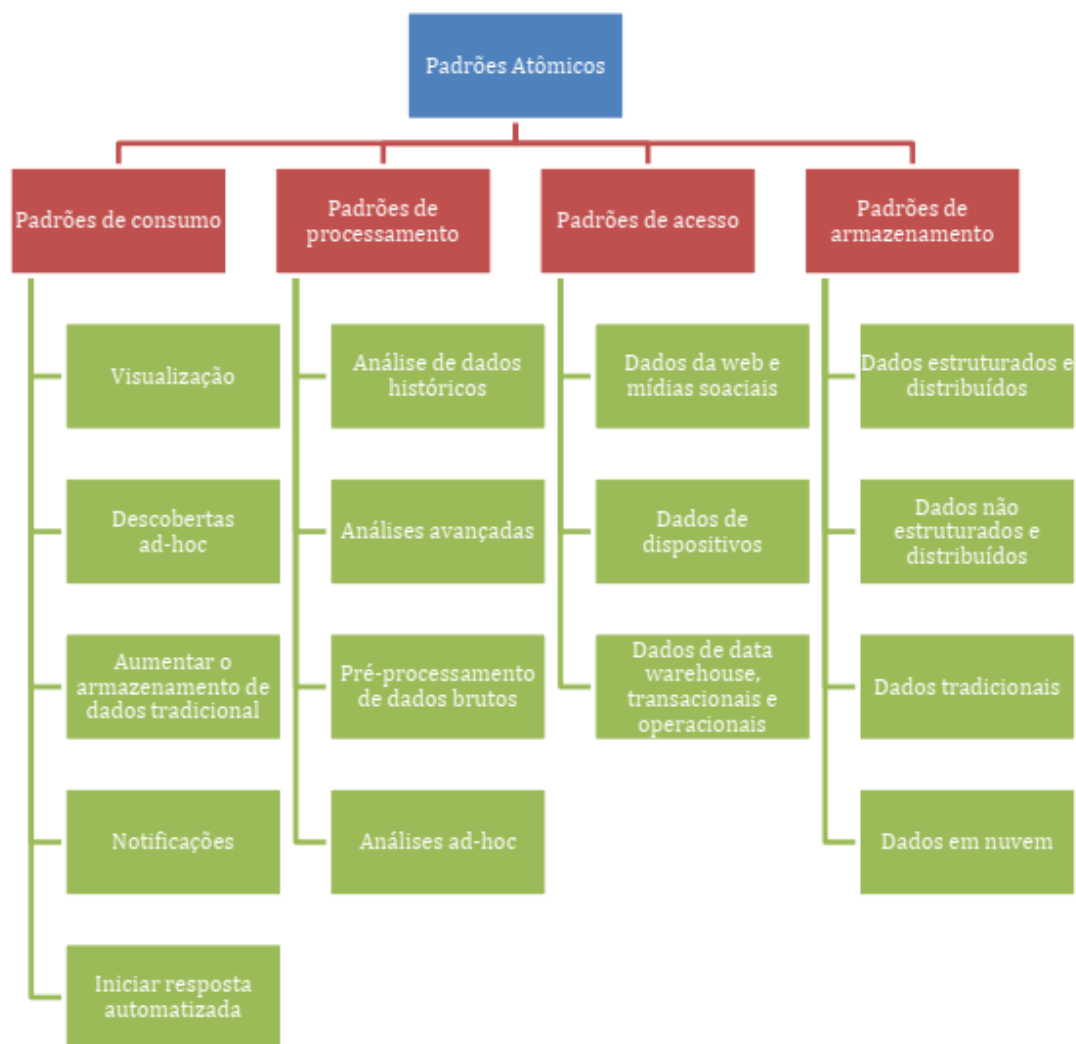 Padrões Atômicos
Padrões de consumo
Padrões de
processamento
Padrões de acesso
Padrões de
armazenamento
Visualização
Descobertas
ad-hoc
Aumentar o
armazenamento de
dados tradicional
Notificações
Iniciar resposta
automatizada
Análise de dados
históricos
Análises avançadas
Pré-processamento
de dados brutos
Análises ad-hoc
Dados da web e
mídias soaciais
Dados de
dispositivos
Dados de data
warehouse,
transacionais e
operacionais
Dados estruturados e
distribuídos
Dados não
estruturados e
distribuídos
Dados tradicionais
Dados em nuvem